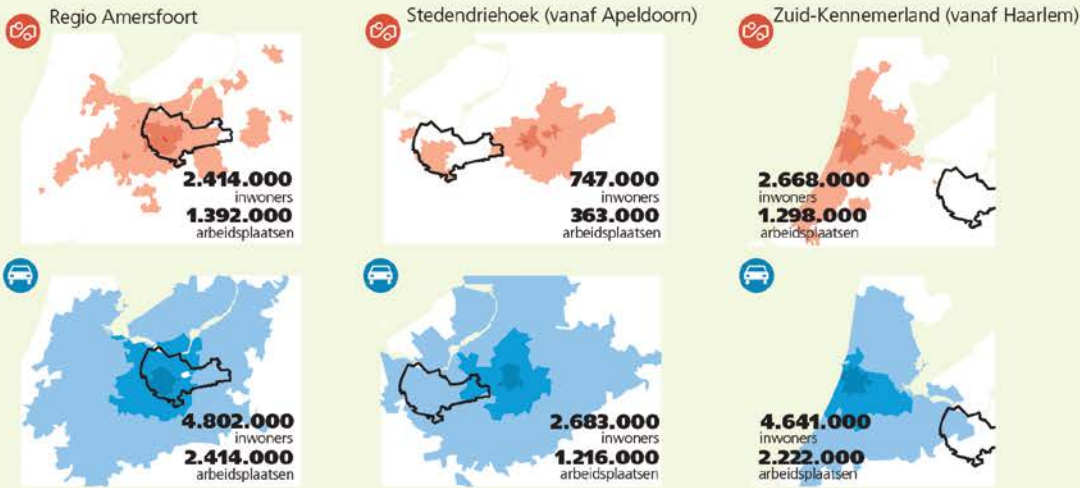 Regio Amersfoort
2.414.000
inwoners
1.392.000
arbeidsplaatsen
4.802.000
inwoners
2.414.000
arbeidsplaatsen
Stedendriehoek (vanaf Apeldoorn)
747.000
inwoners
363.000
arbeidsplaatsen
2.683.000
inwoners
1.216.000
arbeidsplaatsen
Zuid-Kennemerland (vanaf Haarlem)
2.668.000
inwoners
1.298.000
arbeidsplaatsen
4.641.000
inwoners
2.222.000
arbeidsplaatsen